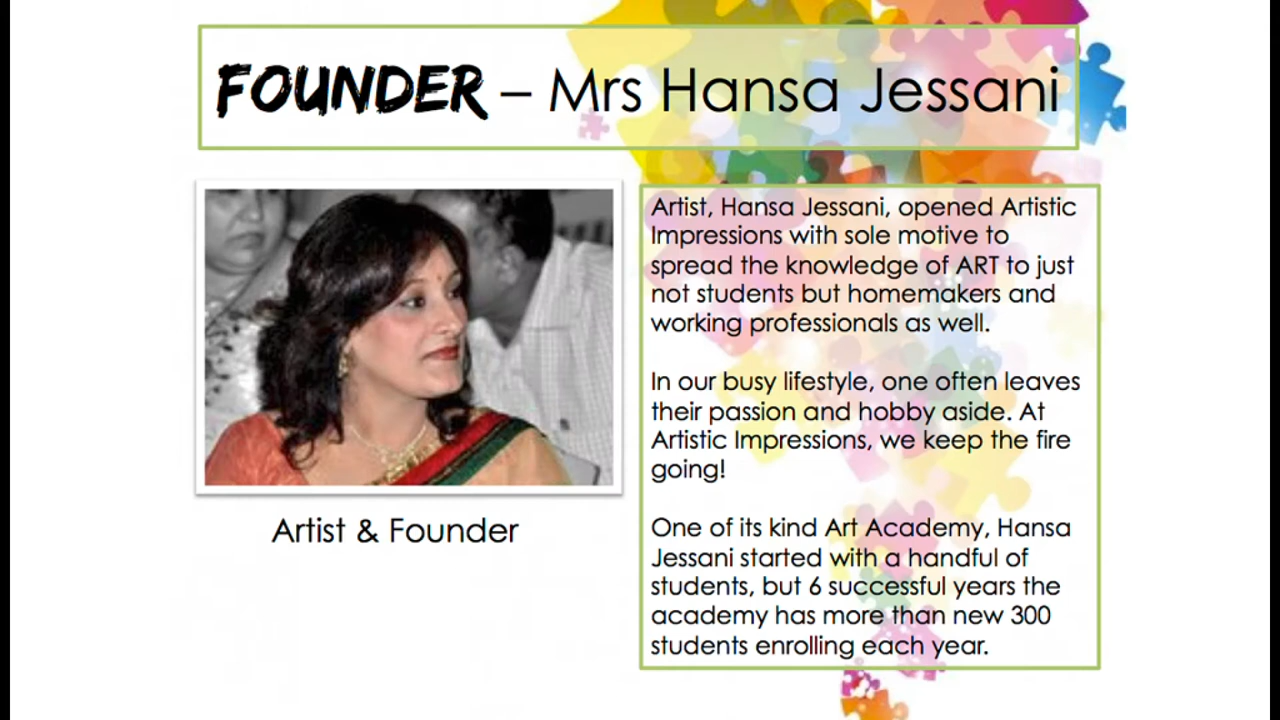 FOUNDER – Mrs Hansa Jessani
Artist, Hansa Jessani, opened Artistic
Impressions with sole motive to
spread the knowledge of ART to just
not students but homemakers and
working professionals as well.
In our busy lifestyle, one often leaves
their passion and hobby aside. At
Artistic Impressions, we keep the fire
going!
One of its kind Art Academy, Hansa
Jessani started with a handful of
students, but 6 successful years the
academy has more than new 300
students enrolling each year.
Artist & Founder